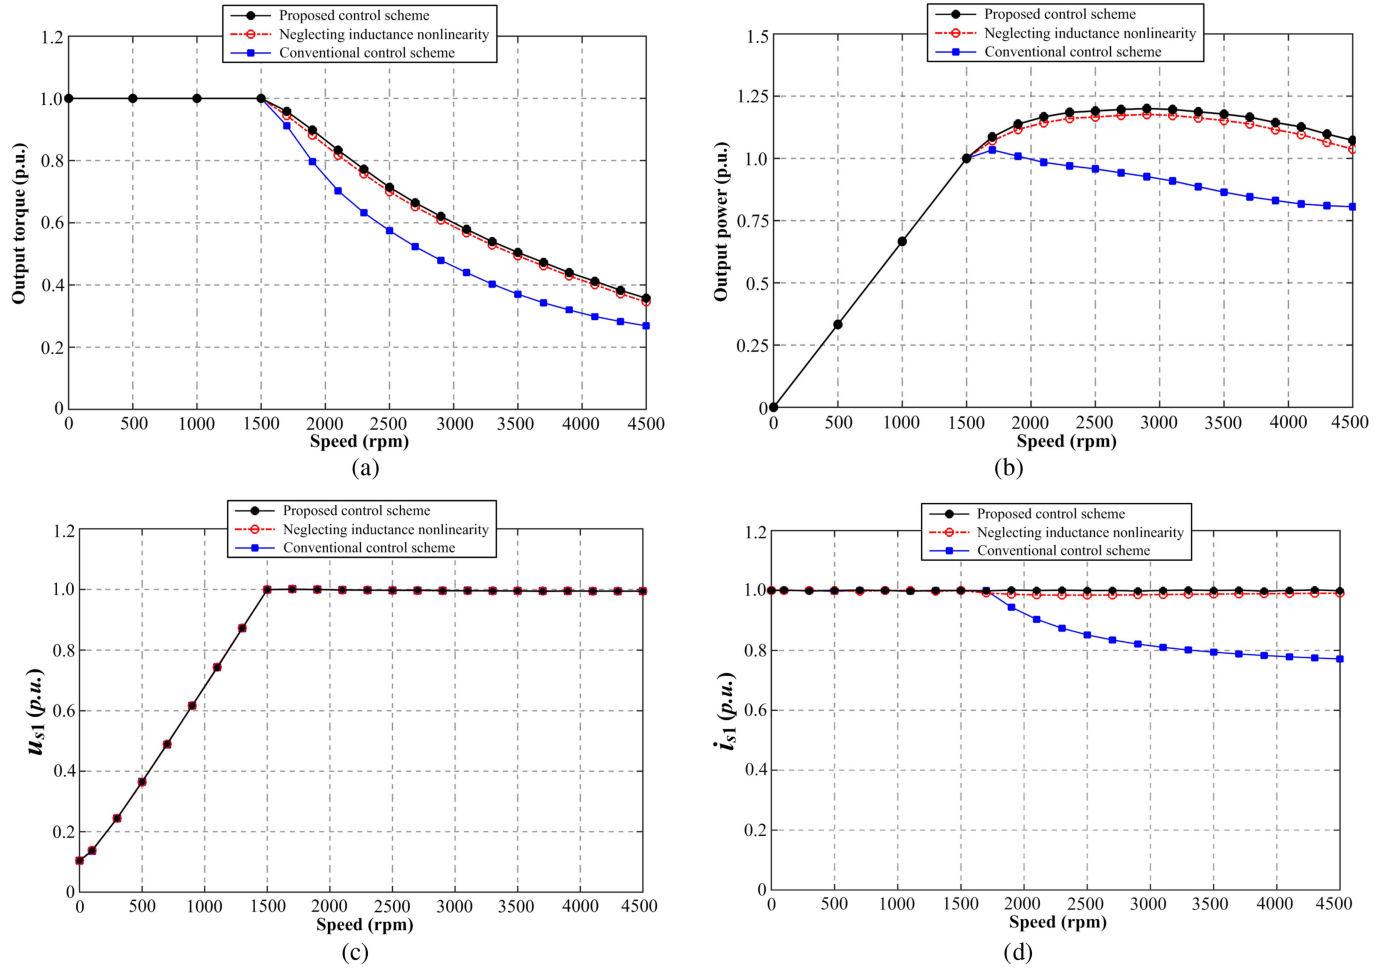 Proposed control scheme
Neglecting inductance nonlinearity
Conventional control scheme
1.2
1.0
0.8
0.6
0.4
0.2
0
Output torque (p.u.)
0 500 1000 1500 2000 2500 3000 3500 4000 4500
Speed (rpm)
(a)
Proposed control scheme
Neglecting inductance nonlinearity
Conventional control scheme
1.5
1.25
1.0
0.75
0.5
0.25
0
Output power (p.u.)
0 500 1000 1500 2000 2500 3000 3500 4000 4500
Speed (rpm)
(b)
Proposed control scheme
Neglecting inductance nonlinearity
Conventional control scheme
1.2
1.0
0.8
0.6
0.4
0.2
0
u_s1 (p.u.)
0 500 1000 1500 2000 2500 3000 3500 4000 4500
Speed (rpm)
(c)
Proposed control scheme
Neglecting inductance nonlinearity
Conventional control scheme
1.2
1.0
0.8
0.6
0.4
0.2
0
i_s1 (p.u.)
0 500 1000 1500 2000 2500 3000 3500 4000 4500
Speed (rpm)
(d)